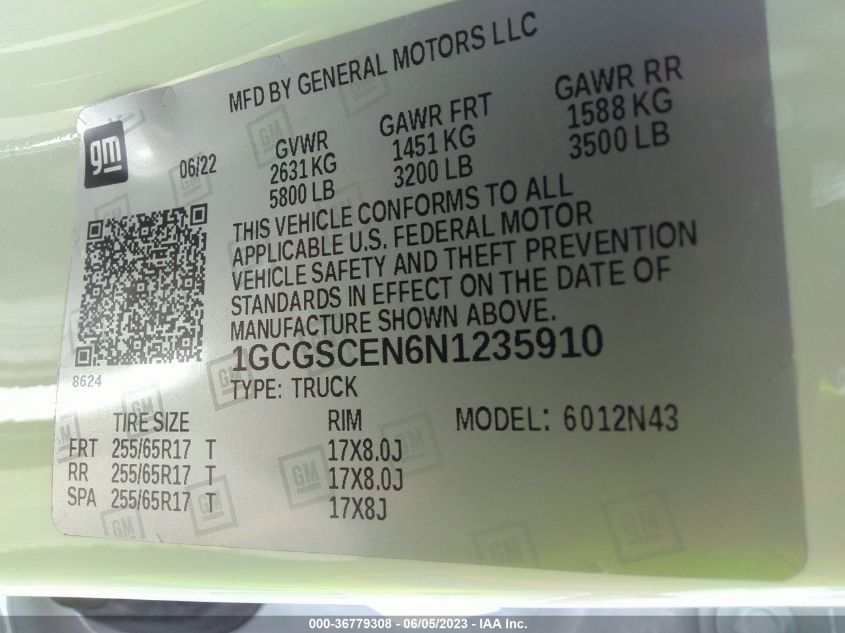 MFD BY GENERAL MOTORS LLC
gm
06/22
GVWR GAWR FRT GAWR RR
2631 KG 1451 KG 1588 KG
5800 LB 3200 LB 3500 LB
THIS VEHICLE CONFORMS TO ALL
APPLICABLE U.S. FEDERAL MOTOR
VEHICLE SAFETY AND THEFT PREVENTION
STANDARDS IN EFFECT ON THE DATE OF
MANUFACTURE SHOWN ABOVE.
1GCGSCEN6N1235910
8624
TYPE: TRUCK
TIRE SIZE RIM MODEL: 6012N43
FRT 255/65R17 T 17X8.0J
RR 255/65R17 T 17X8.0J
SPA 255/65R17 T 17X8J
000-36779308 - 06/05/2023 - IAA Inc.